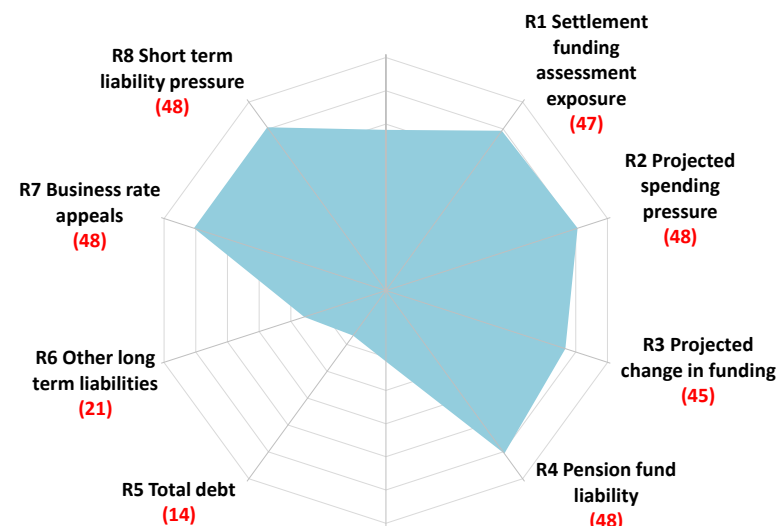 R1 Settlement
funding
assessment
exposure
(47)
R2 Projected
spending
pressure
(48)
R3 Projected
change in funding
(45)
R4 Pension fund
liability
(48)
R5 Total debt
(14)
R6 Other long
term liabilities
(21)
R7 Business rate
appeals
(48)
R8 Short term
liability pressure
(48)